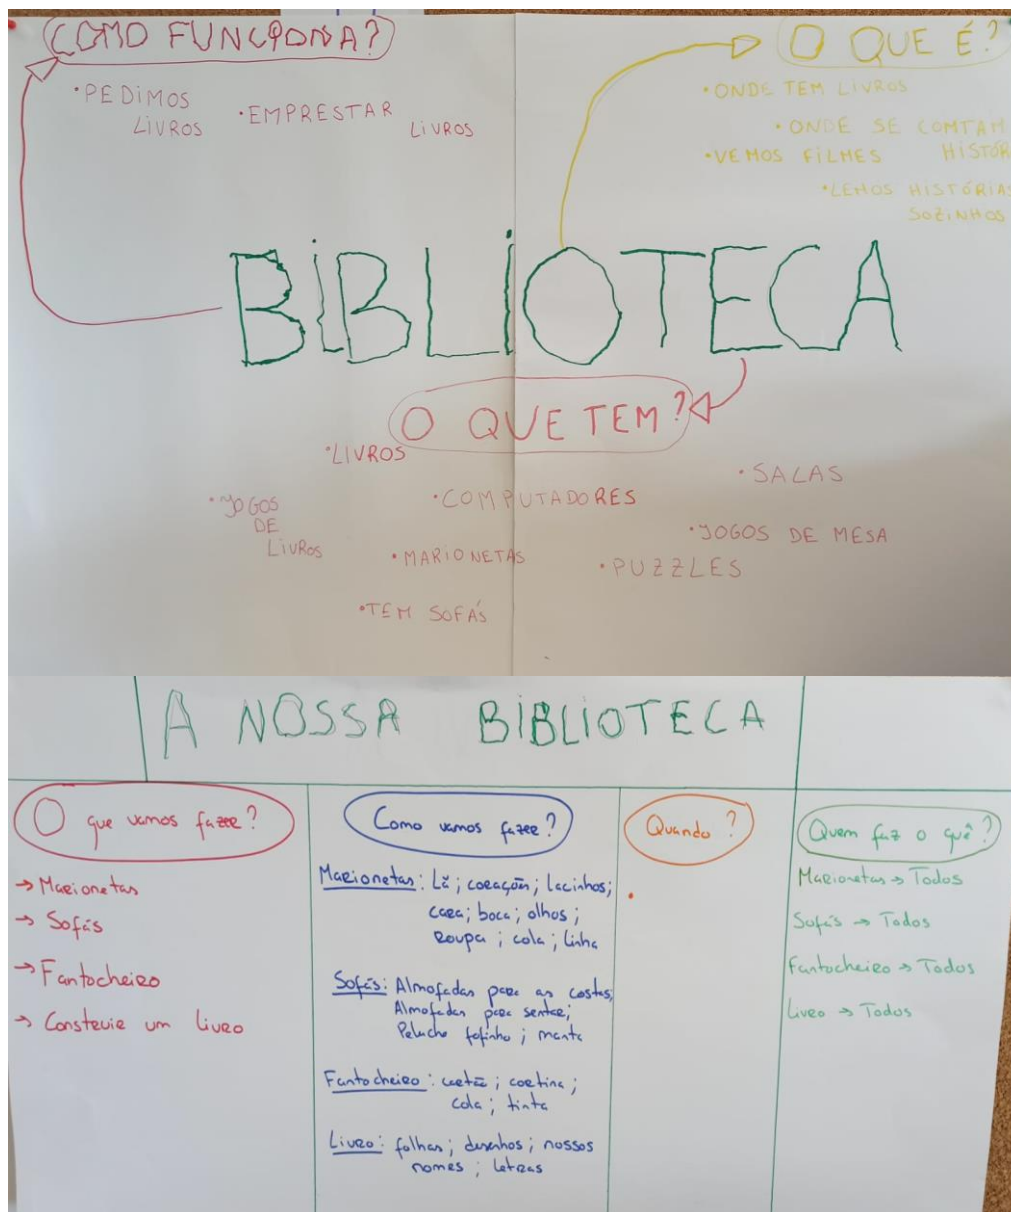 COMO FUNCIONA?
• PEDIMOS
LIVROS
• EMPRESTAR
LIVROS
O QUE É?
• ONDE TEM LIVROS
• ONDE SE COMTAM
HISTÓR
• VEMOS FILMES
• LEMOS HISTÓRIAS
SOZINHOS
BIBLIOTECA
O QUE TEM?
• LIVROS
• JOGOS
DE
LIVROS
• COMPUTADORES
• MARIONETAS
• TEM SOFÁS
• SALAS
• JOGOS DE MESA
• PUZZLES
A NOSSA BIBLIOTECA
O que vamos fazer?
→ Marionetas
→ Sofás
→ Fantocheiro
→ Construir um livro
Como vamos fazer?
Marionetas: Lã; corações; lacinhos;
cara; boca; olhos;
roupa; cola; linha
Sofás: Almofadas para as costas;
Almofadas para sentar;
Peluche fofinho; manta
Fantocheiro: cartão; cortina;
cola; tinta
Livro: folhas; desenhos; nossos
nomes; letras
Quando?
Quem faz o quê?
Marionetas → Todos
Sofás → Todos
Fantocheiro → Todos
Livro → Todos